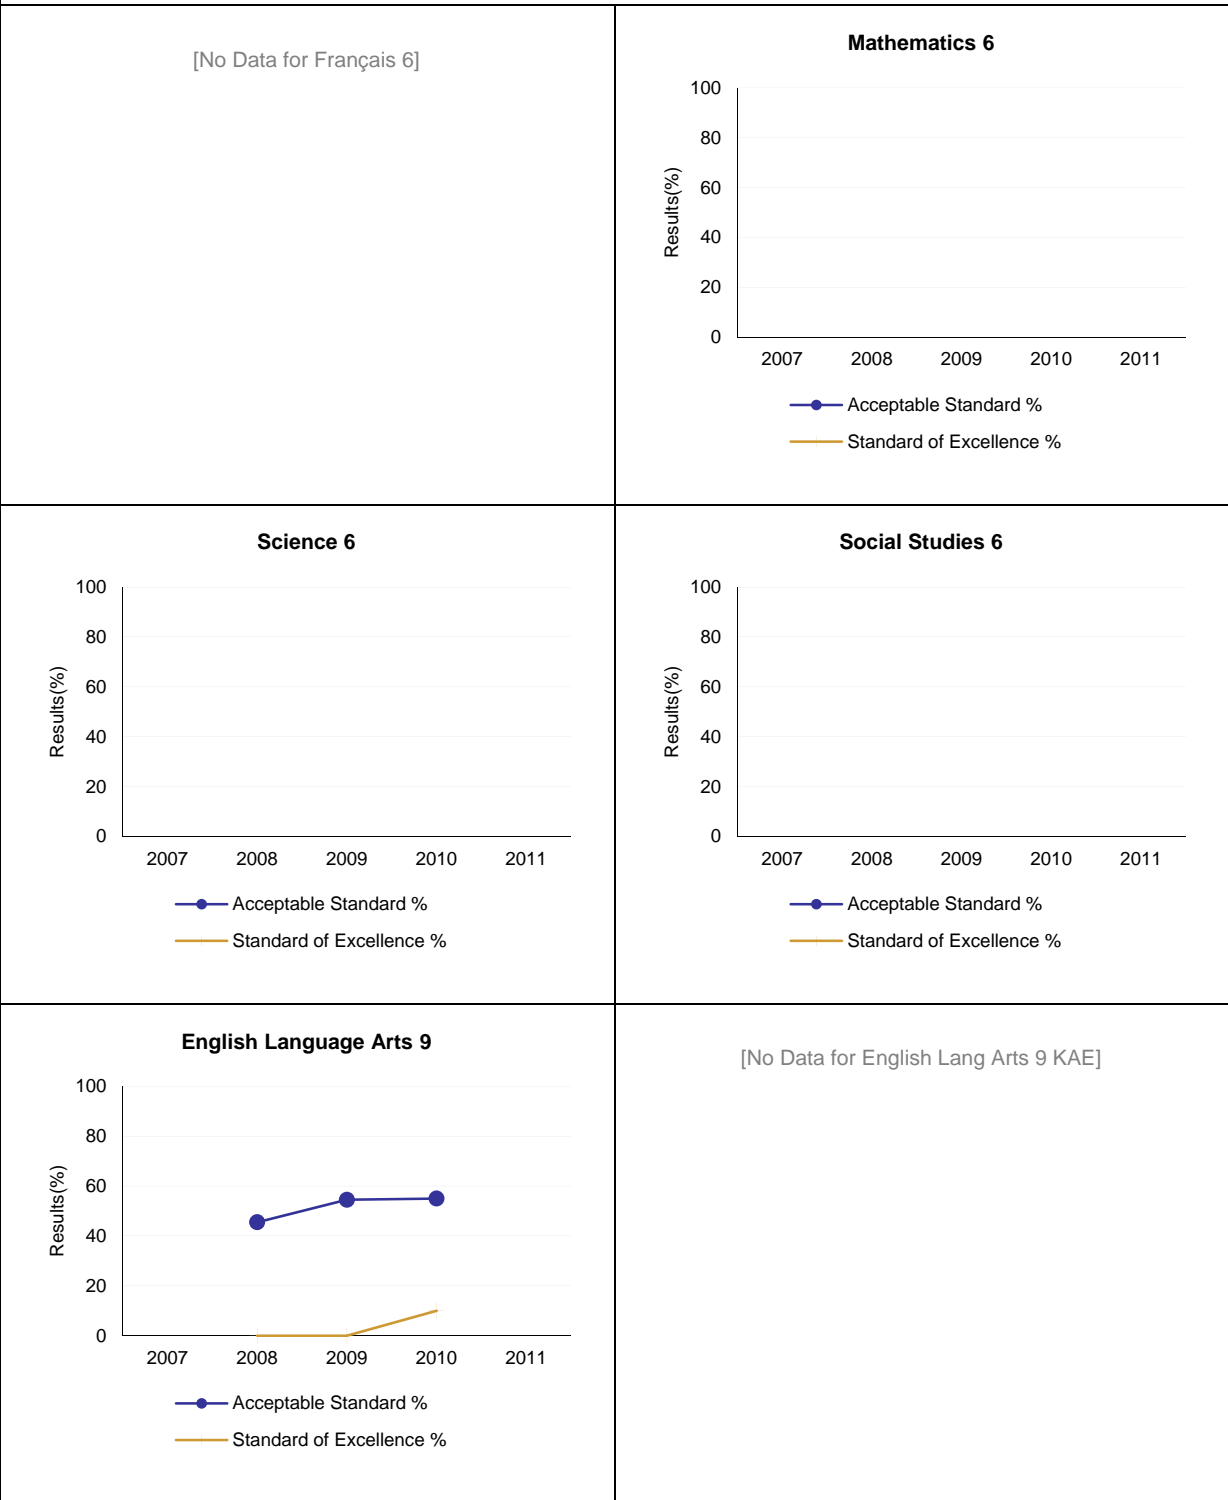 [No Data for Français 6]
Mathematics 6
Results(%)
100
80
60
40
20
0
2007 2008 2009 2010 2011
Acceptable Standard %
Standard of Excellence %
Science 6
Results(%)
100
80
60
40
20
0
2007 2008 2009 2010 2011
Acceptable Standard %
Standard of Excellence %
Social Studies 6
Results(%)
100
80
60
40
20
0
2007 2008 2009 2010 2011
Acceptable Standard %
Standard of Excellence %
English Language Arts 9
Results(%)
100
80
60
40
20
0
2007 2008 2009 2010 2011
Acceptable Standard %
Standard of Excellence %
[No Data for English Lang Arts 9 KAE]